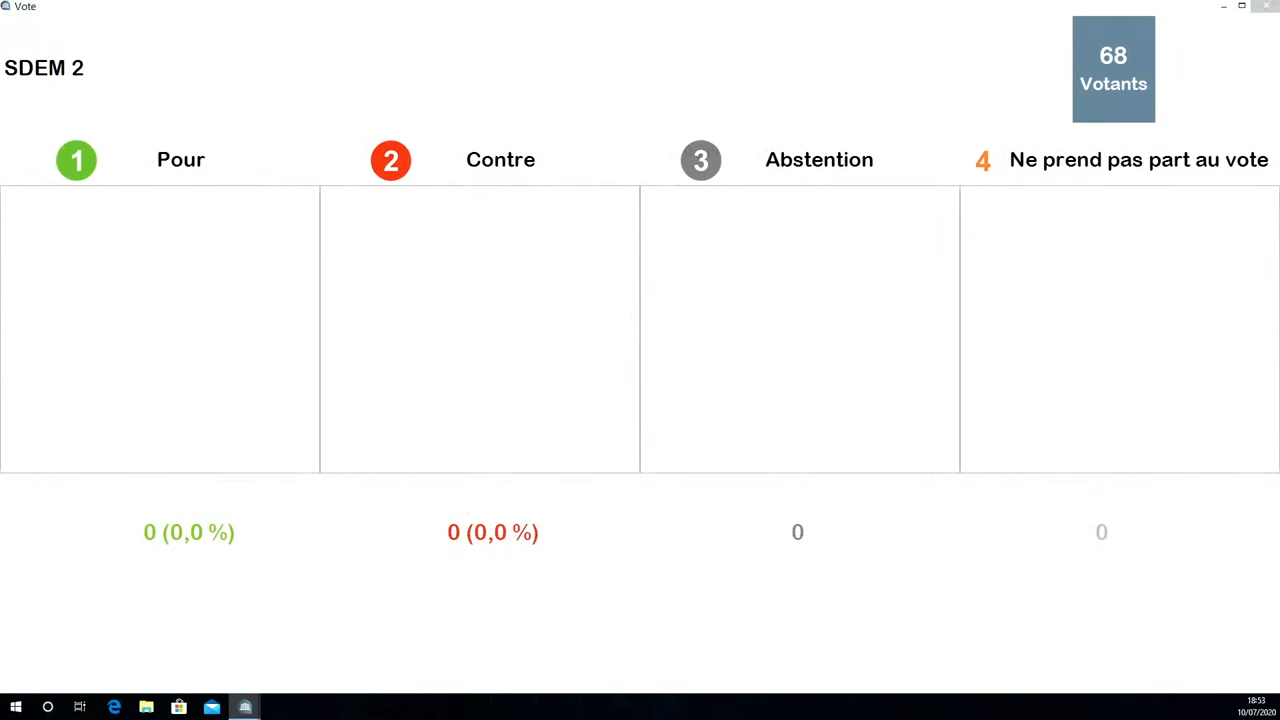 Vote
SDEM 2
68
Votants
1 Pour
2 Contre
3 Abstention
4 Ne prend pas part au vote
0 (0,0 %)
0 (0,0 %)
0
0
18:53
10/07/2020